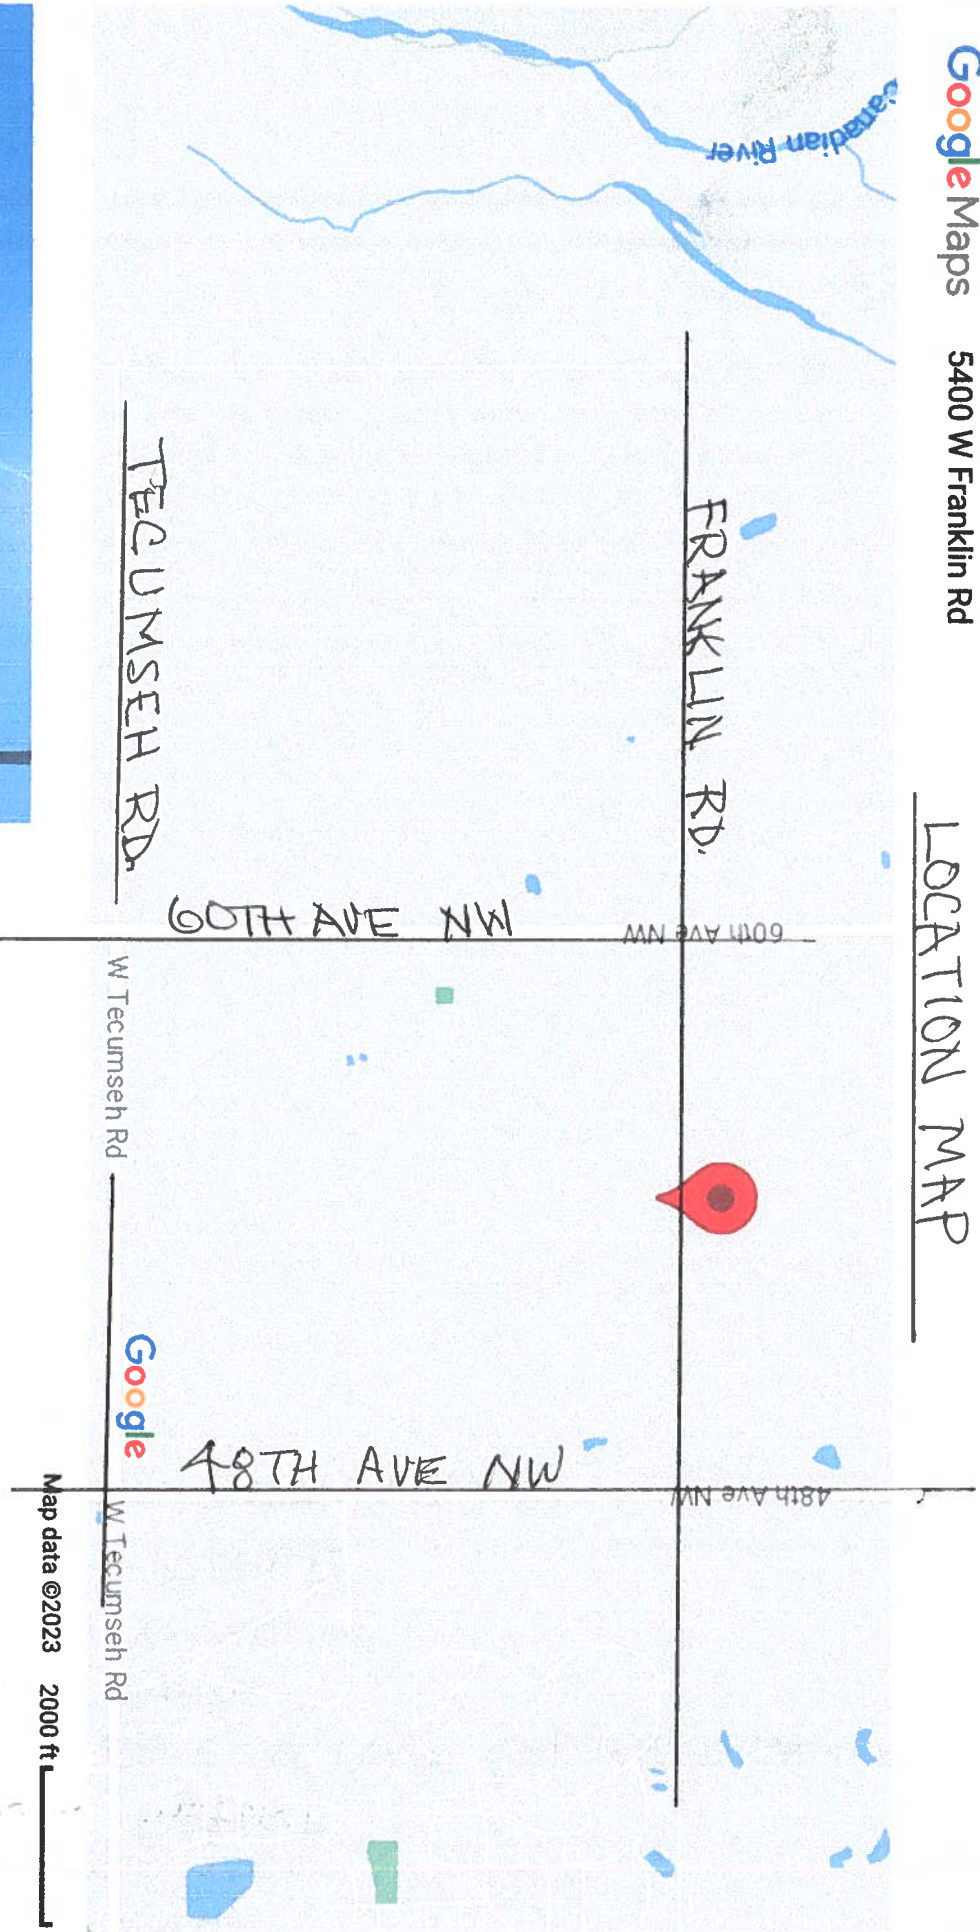 Google Maps 5400 W Franklin Rd
LOCATION MAP
Canadian River
FRANKLIN RD.
60th Ave NW
48th Ave NW
60TH AVE NW
48TH AVE NW
TECUMSEH RD.
W Tecumseh Rd
Google
W Tecumseh Rd
Map data ©2023 2000 ft